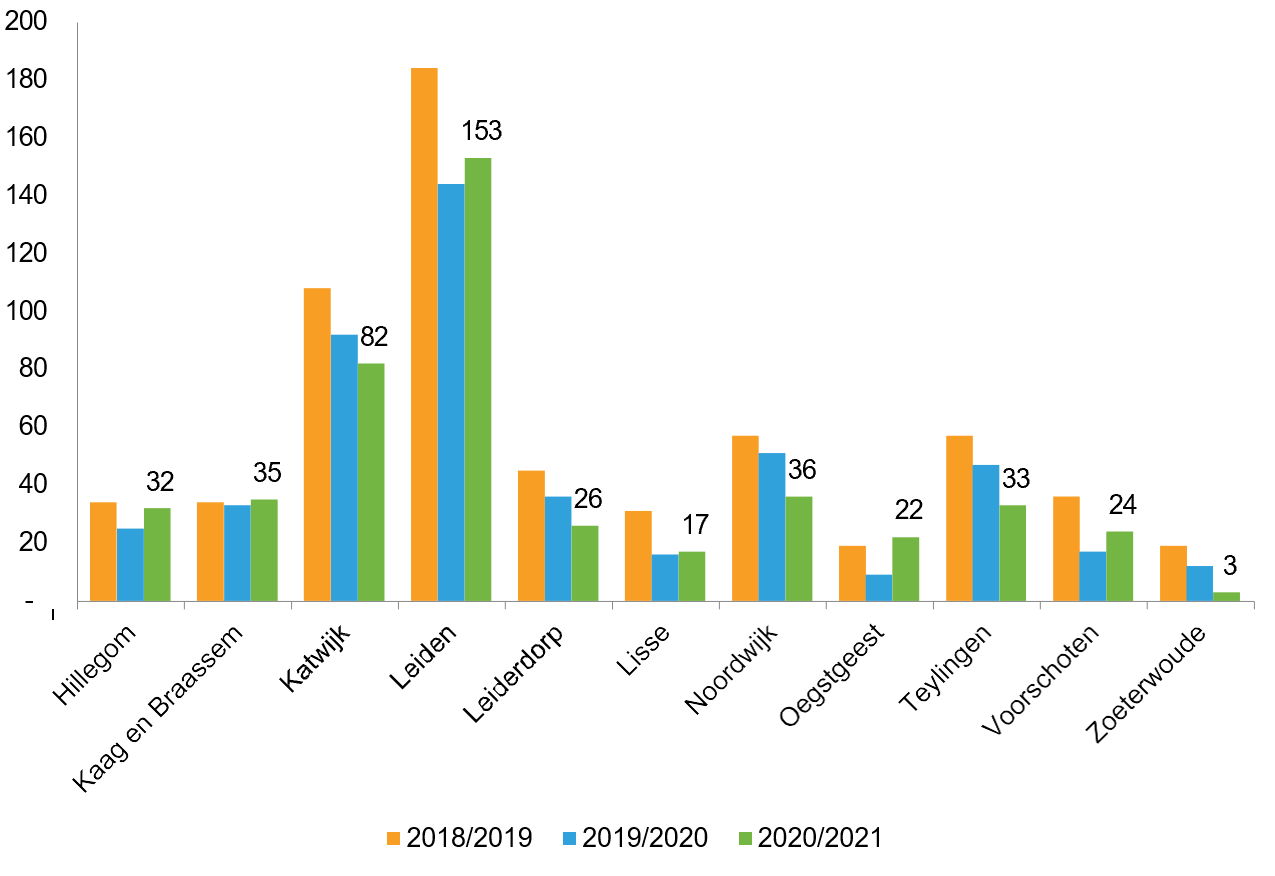 200
180
160
140
120
100
80
60
40
20
-
32
35
82
153
26
17
36
22
33
24
3
Hillegom
Kaag en Braassem
Katwijk
Leiden
Leiderdorp
Lisse
Noordwijk
Oegstgeest
Teylingen
Voorschoten
Zoeterwoude
2018/2019 2019/2020 2020/2021